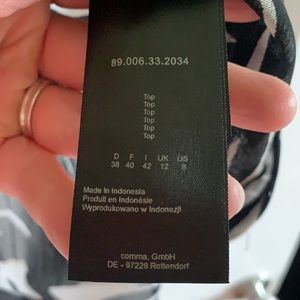 89.006.33.2034
Top
Top
Top
Top
Top
Top
D F I UK US
38 40 42 12 8
Made in Indonesia
Produit en Indonésie
Wyprodukowano w Indonezji
comma, GmbH
DE - 97228 Rottendorf